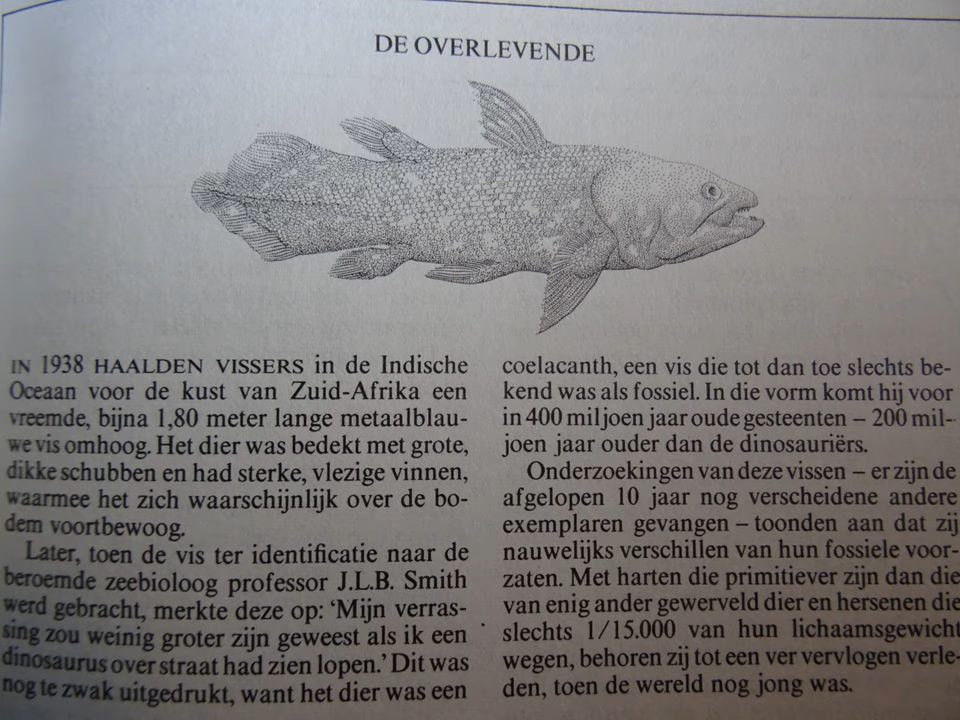 DE OVERLEVENDE
IN 1938 HAALDEN VISSERS in de Indische
Oceaan voor de kust van Zuid-Afrika een
vreemde, bijna 1,80 meter lange metaalblau-
we vis omhoog. Het dier was bedekt met grote,
dikke schubben en had sterke, vlezige vinnen,
waarmee het zich waarschijnlijk over de bo-
dem voortbewoog.
Later, toen de vis ter identificatie naar de
beroemde zeebioloog professor J.L.B. Smith
werd gebracht, merkte deze op: ‘Mijn verras-
sing zou weinig groter zijn geweest als ik een
dinosaurus over straat had zien lopen.’ Dit was
nog te zwak uitgedrukt, want het dier was een
coelacanth, een vis die tot dan toe slechts be-
kend was als fossiel. In die vorm komt hij voor
in 400 miljoen jaar oude gesteenten – 200 mil-
joen jaar ouder dan de dinosauriërs.
Onderzoekingen van deze vissen – er zijn de
afgelopen 10 jaar nog verscheidene andere
exemplaren gevangen – toonden aan dat zij
nauwelijks verschillen van hun fossiele voor-
zaten. Met harten die primitiever zijn dan die
van enig ander gewerveld dier en hersenen die
slechts 1/15.000 van hun lichaamsgewicht
wegen, behoren zij tot een ver vervlogen verle-
den, toen de wereld nog jong was.